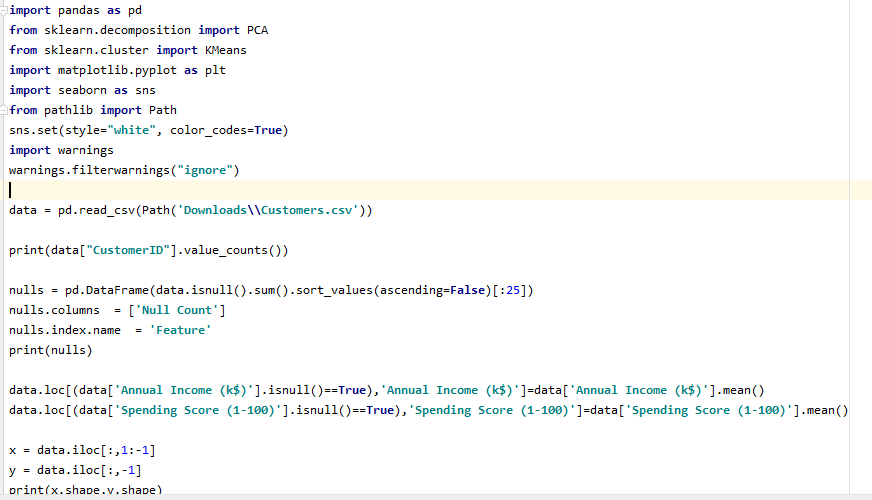 import pandas as pd
from sklearn.decomposition import PCA
from sklearn.cluster import KMeans
import matplotlib.pyplot as plt
import seaborn as sns
from pathlib import Path
sns.set(style="white", color_codes=True)
import warnings
warnings.filterwarnings("ignore")
data = pd.read_csv(Path('Downloads\\Customers.csv'))
print(data["CustomerID"].value_counts())
nulls = pd.DataFrame(data.isnull().sum().sort_values(ascending=False)[:25])
nulls.columns  = ['Null Count']
nulls.index.name  = 'Feature'
print(nulls)
data.loc[(data['Annual Income (k$)'].isnull()==True),'Annual Income (k$)']=data['Annual Income (k$)'].mean()
data.loc[(data['Spending Score (1-100)'].isnull()==True),'Spending Score (1-100)']=data['Spending Score (1-100)'].mean()
x = data.iloc[:,1:-1]
y = data.iloc[:,-1]
print(x.shape,y.shape)